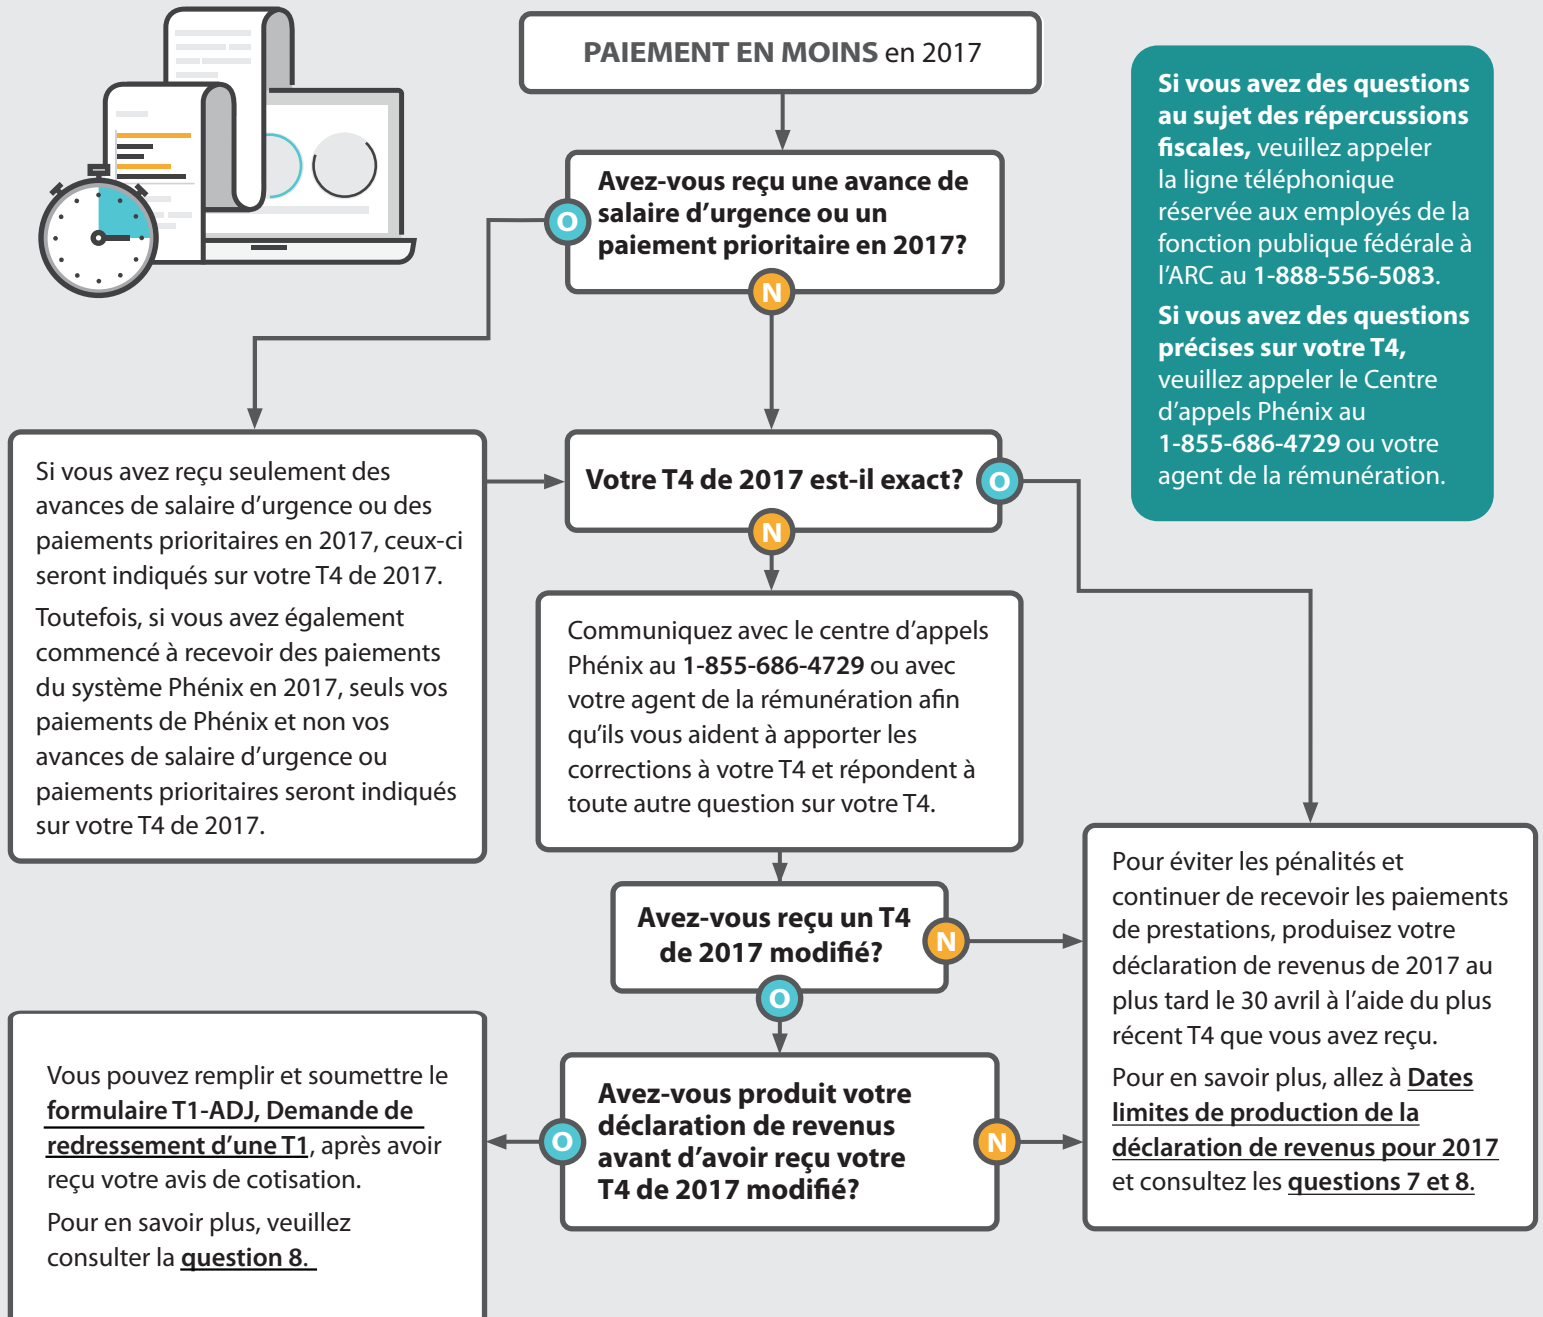 PAIEMENT EN MOINS en 2017
Avez-vous reçu une avance de
salaire d’urgence ou un
paiement prioritaire en 2017?
O
N
Si vous avez des questions
au sujet des répercussions
fiscales, veuillez appeler
la ligne téléphonique
réservée aux employés de la
fonction publique fédérale à
l’ARC au 1-888-556-5083.
Si vous avez des questions
précises sur votre T4,
veuillez appeler le Centre
d’appels Phénix au
1-855-686-4729 ou votre
agent de la rémunération.
Si vous avez reçu seulement des
avances de salaire d’urgence ou des
paiements prioritaires en 2017, ceux-ci
seront indiqués sur votre T4 de 2017.
Toutefois, si vous avez également
commencé à recevoir des paiements
du système Phénix en 2017, seuls vos
paiements de Phénix et non vos
avances de salaire d’urgence ou
paiements prioritaires seront indiqués
sur votre T4 de 2017.
Votre T4 de 2017 est-il exact?
O
N
Communiquez avec le centre d’appels
Phénix au 1-855-686-4729 ou avec
votre agent de la rémunération afin
qu’ils vous aident à apporter les
corrections à votre T4 et répondent à
toute autre question sur votre T4.
Avez-vous reçu un T4
de 2017 modifié?
N
O
Avez-vous produit votre
déclaration de revenus
avant d’avoir reçu votre
T4 de 2017 modifié?
O
N
Vous pouvez remplir et soumettre le
formulaire T1-ADJ, Demande de
redressement d’une T1, après avoir
reçu votre avis de cotisation.
Pour en savoir plus, veuillez
consulter la question 8.
Pour éviter les pénalités et
continuer de recevoir les paiements
de prestations, produisez votre
déclaration de revenus de 2017 au
plus tard le 30 avril à l’aide du plus
récent T4 que vous avez reçu.
Pour en savoir plus, allez à Dates
limites de production de la
déclaration de revenus pour 2017
et consultez les questions 7 et 8.